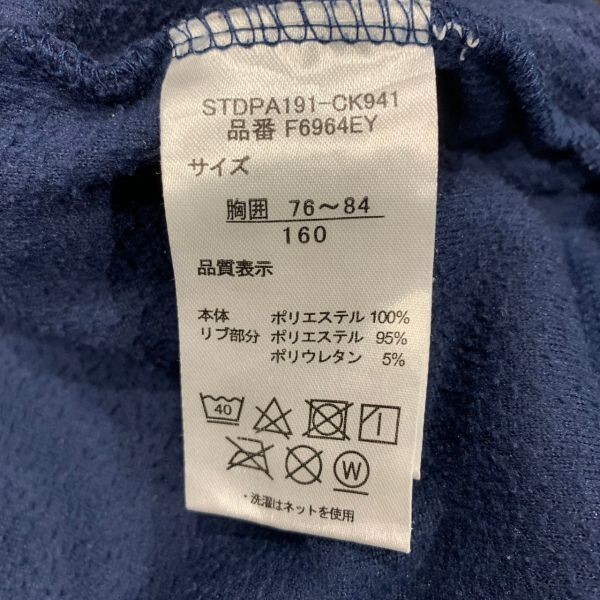 STDPA191-CK941
品番 F6964EY
サイズ
胸囲 76～84
160
品質表示
本体 ポリエステル 100%
リブ部分 ポリエステル 95%
ポリウレタン 5%
40
W
・洗濯はネットを使用